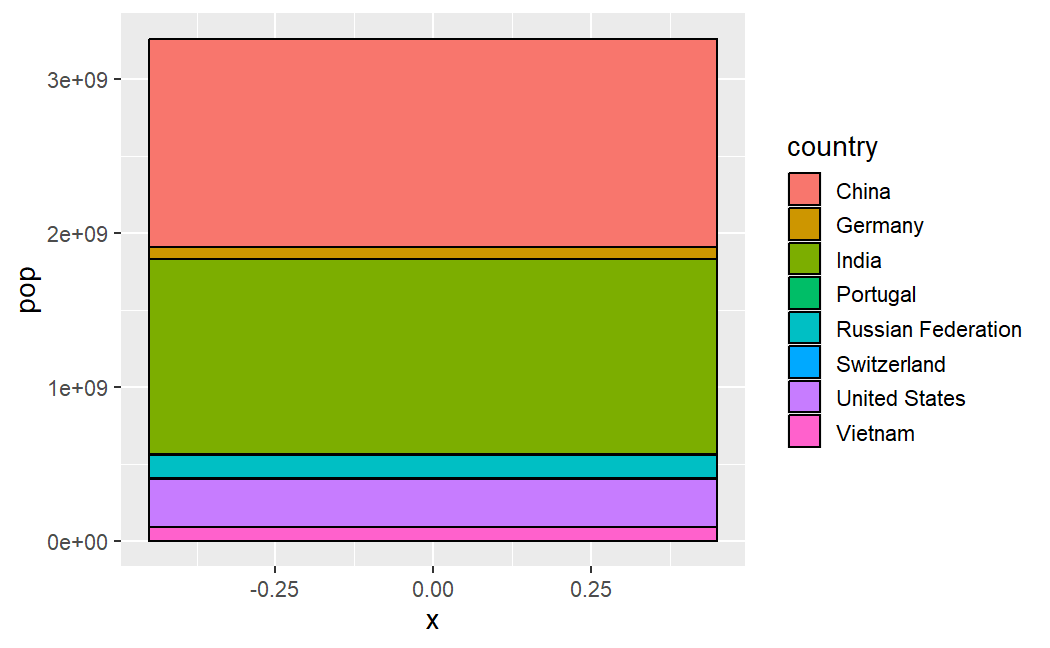 3e+09
2e+09
1e+09
0e+00
pop
-0.25
0.00
0.25
x
country
China
Germany
India
Portugal
Russian Federation
Switzerland
United States
Vietnam